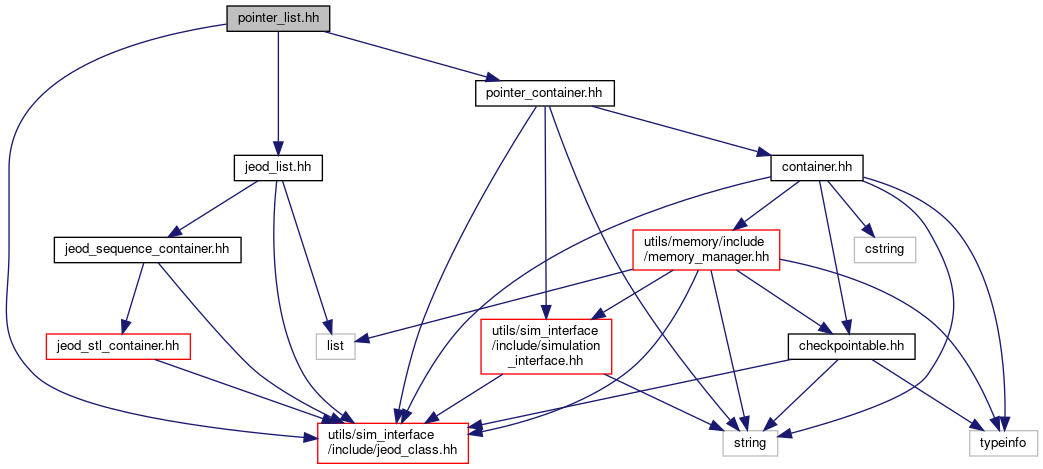 pointer_list.hh
pointer_container.hh
jeod_list.hh
container.hh
jeod_sequence_container.hh
utils/memory/include
/memory_manager.hh
cstring
jeod_stl_container.hh
list
utils/sim_interface
/include/simulation
_interface.hh
checkpointable.hh
utils/sim_interface
/include/jeod_class.hh
string
typeinfo